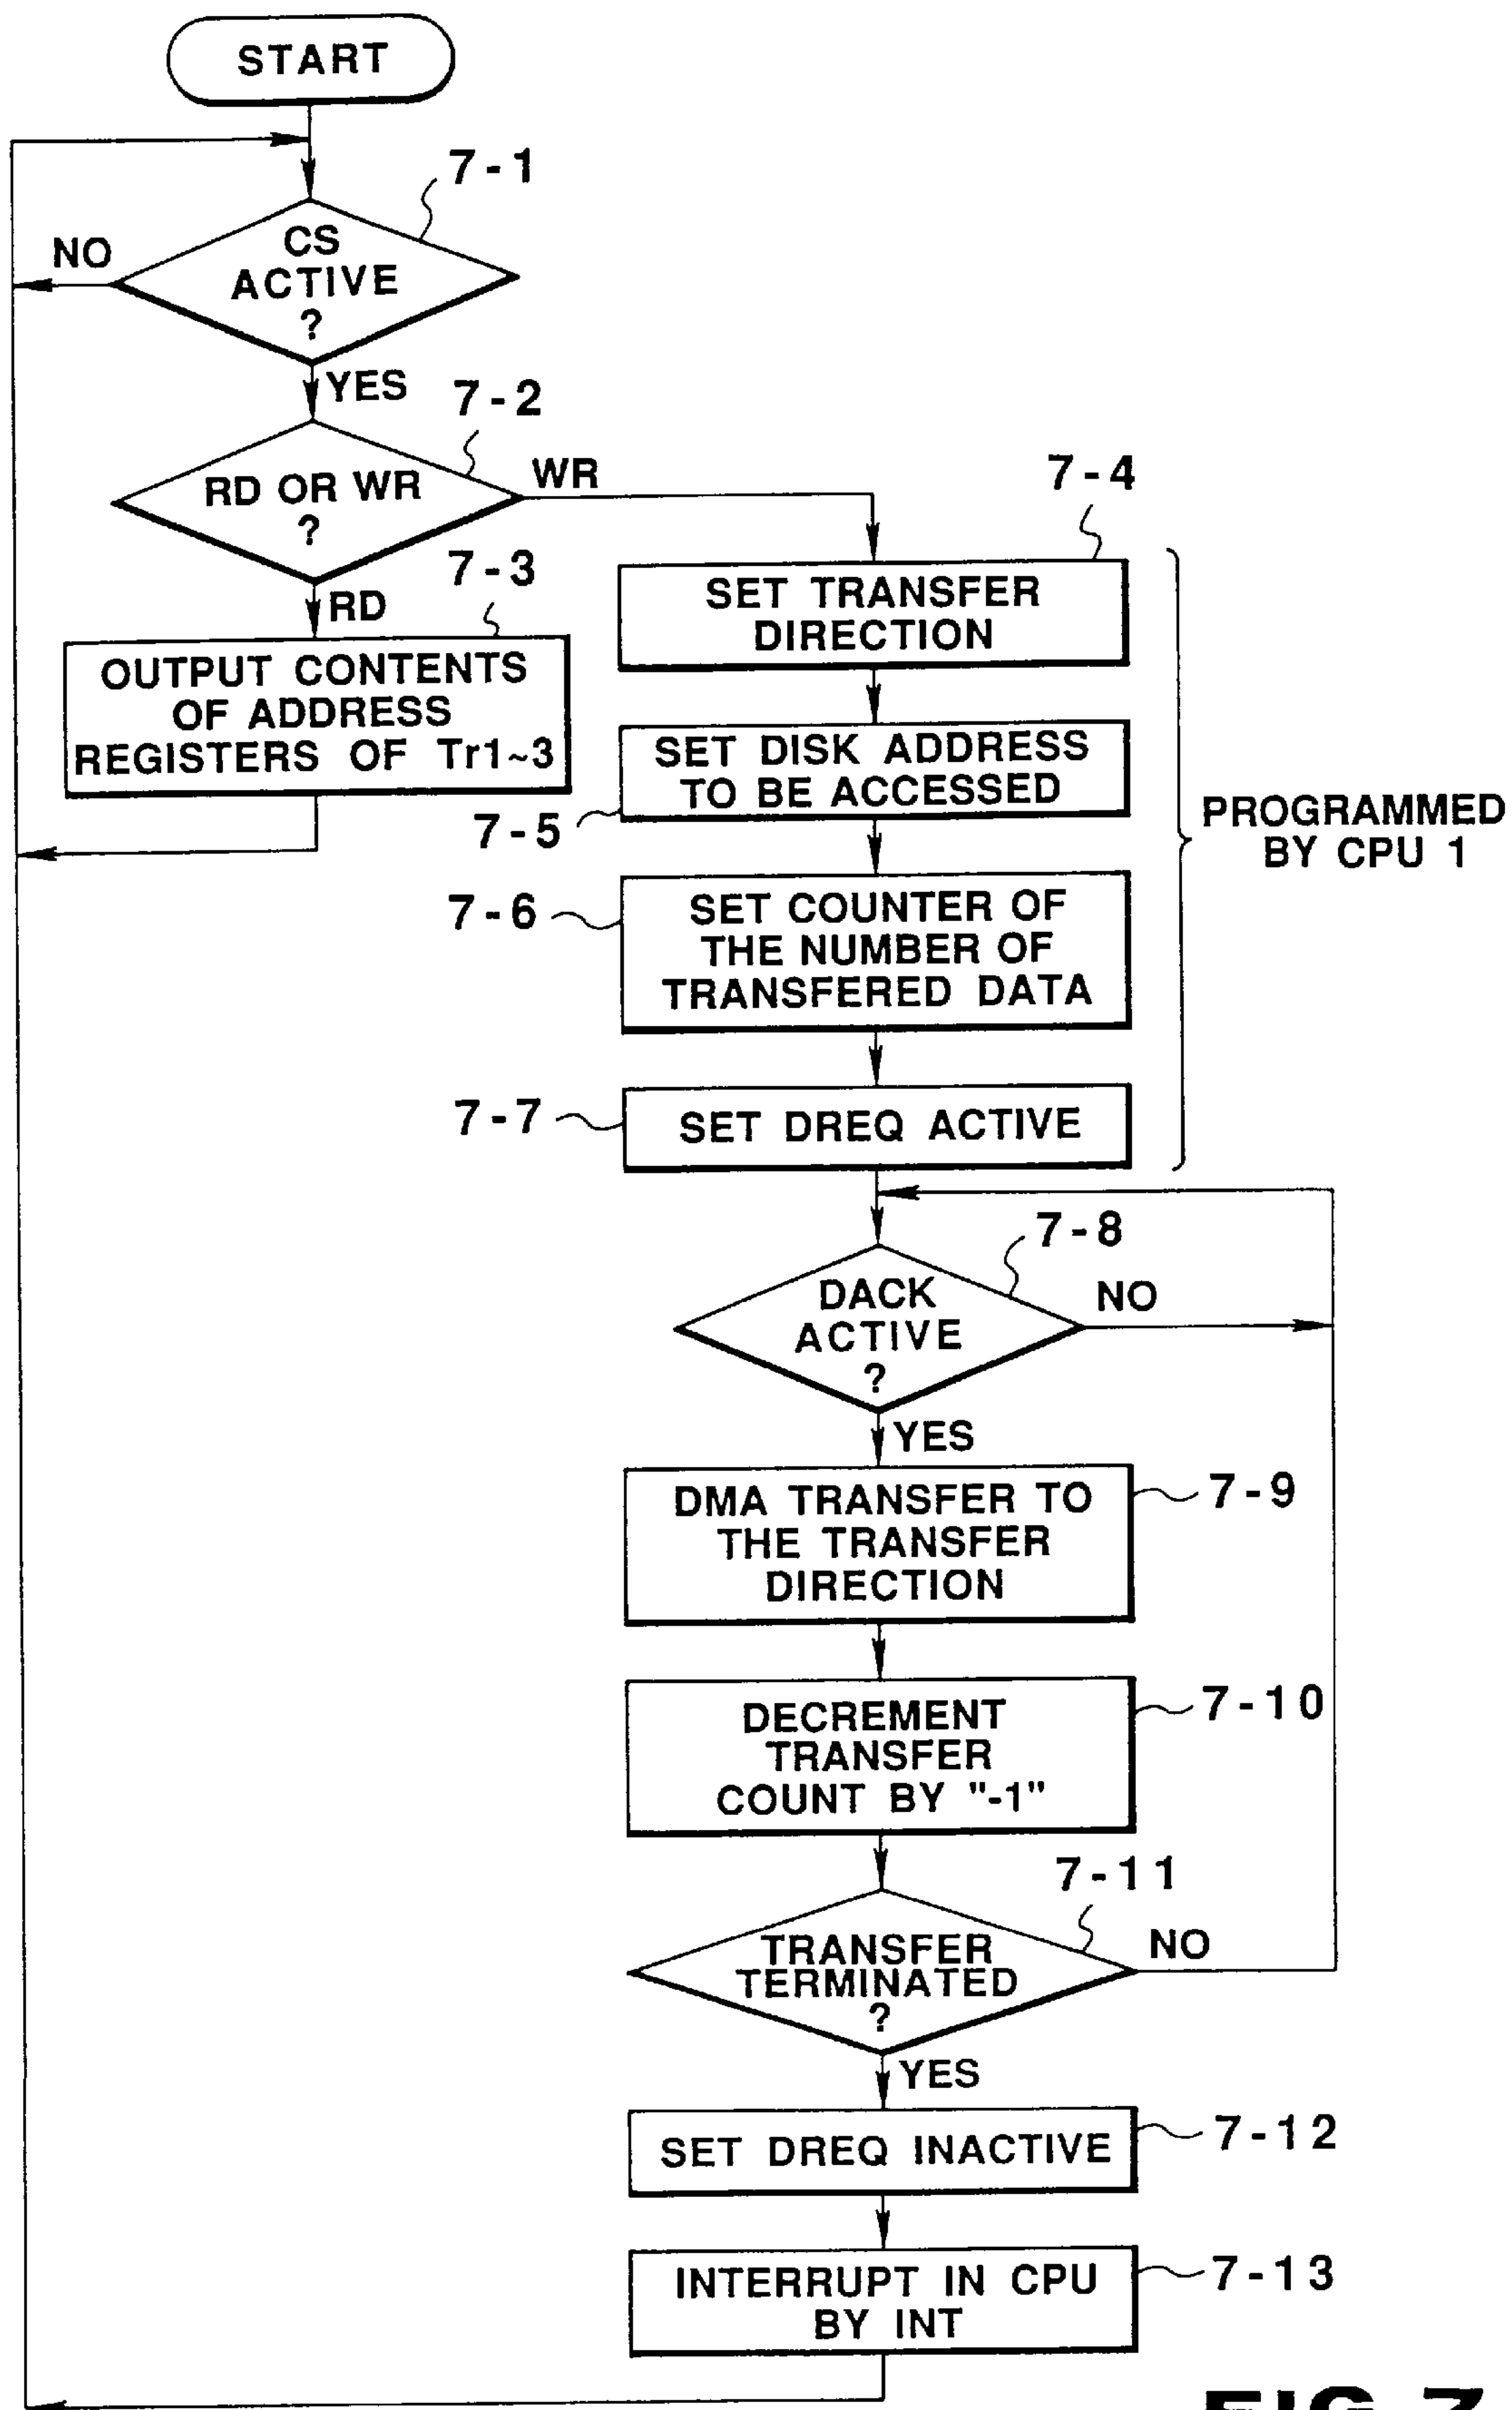 START
7-1
CS
ACTIVE
?
NO
YES
7-2
RD OR WR
?
WR
RD
7-3
OUTPUT CONTENTS
OF ADDRESS
REGISTERS OF Tr1~3
7-4
SET TRANSFER
DIRECTION
SET DISK ADDRESS
TO BE ACCESSED
7-5
7-6
SET COUNTER OF
THE NUMBER OF
TRANSFERED DATA
7-7
SET DREQ ACTIVE
PROGRAMMED
BY CPU 1
7-8
DACK
ACTIVE
?
NO
YES
DMA TRANSFER TO
THE TRANSFER
DIRECTION
7-9
DECREMENT
TRANSFER
COUNT BY "-1"
7-10
7-11
TRANSFER
TERMINATED
?
NO
YES
SET DREQ INACTIVE
7-12
INTERRUPT IN CPU
BY INT
7-13
FIG.7